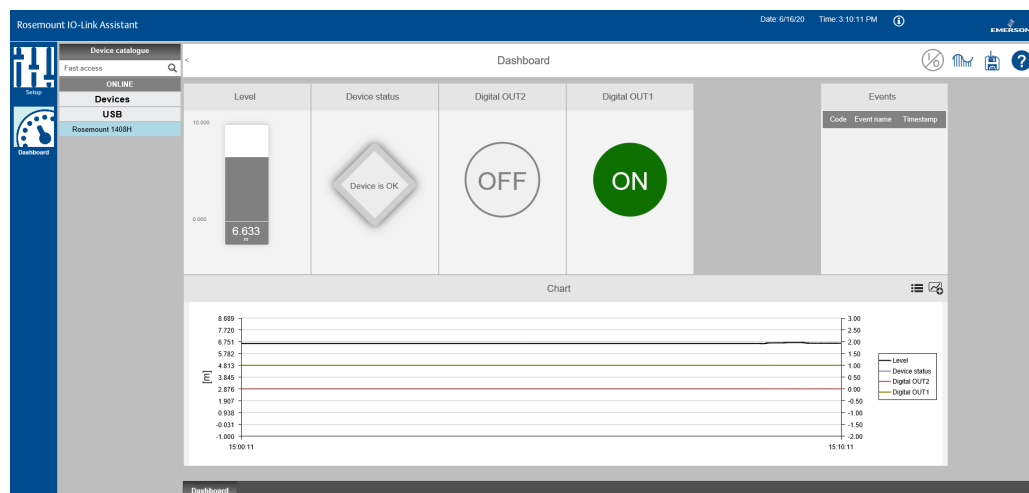 Rosemount IO-Link Assistant
Date: 6/16/20 Time: 3:10:11 PM
EMERSON
Setup
Dashboard
Device catalogue
Fast access
ONLINE
Devices
USB
Rosemount 1408H
<
Dashboard
I/O
?
Level
10.000
0.000
6.633
m
Device status
Device is OK
Digital OUT2
OFF
Digital OUT1
ON
Events
Code Event name Timestamp
Chart
[m]
8.689
7.720
6.751
5.782
4.813
3.845
2.876
1.907
0.938
-0.031
-1.000
15:00:11
3.00
2.50
2.00
1.50
1.00
0.50
0.00
-0.50
-1.00
-1.50
-2.00
15:10:11
Level
Device status
Digital OUT2
Digital OUT1
Dashboard